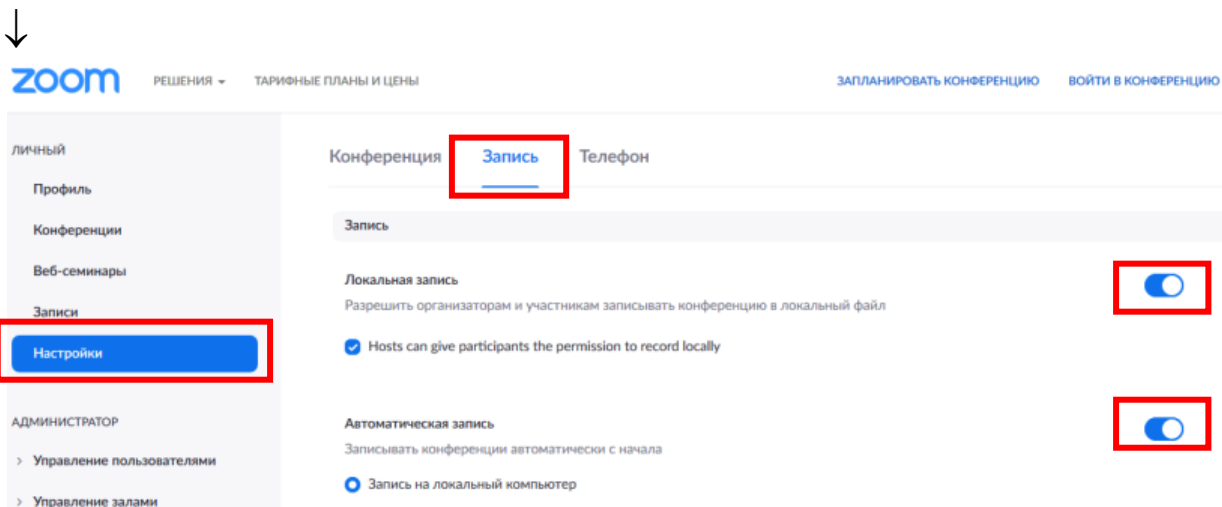 ↓
zoom РЕШЕНИЯ ТАРИФНЫЕ ПЛАНЫ И ЦЕНЫ ЗАПЛАНИРОВАТЬ КОНФЕРЕНЦИЮ ВОЙТИ В КОНФЕРЕНЦИЮ
ЛИЧНЫЙ
Профиль
Конференции
Веб-семинары
Записи
Настройки
АДМИНИСТРАТОР
Управление пользователями
Управление залами
Конференция Запись Телефон
Запись
Локальная запись
Разрешить организаторам и участникам записывать конференцию в локальный файл
Hosts can give participants the permission to record locally
Автоматическая запись
Записывать конференции автоматически с начала
Запись на локальный компьютер